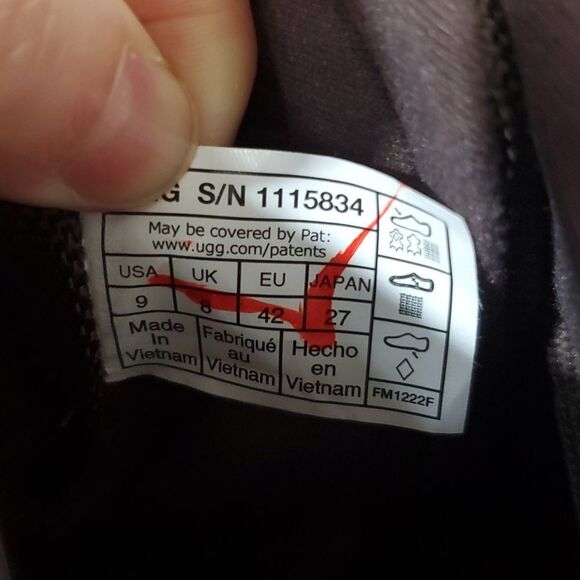 G S/N 1115834
May be covered by Pat:
www.ugg.com/patents
USA UK EU JAPAN
9 8 42 27
Made in Vietnam
Fabriqué au Vietnam
Hecho en Vietnam
FM1222F